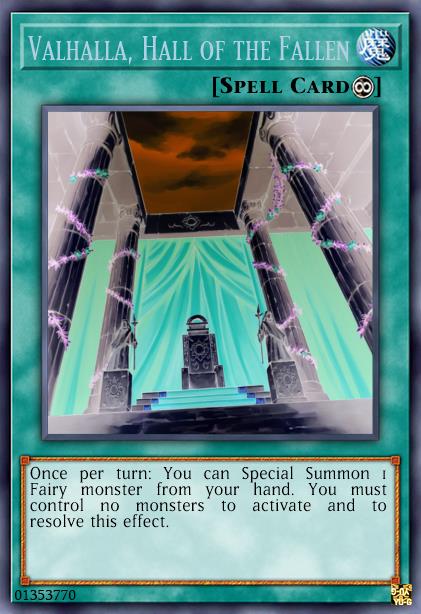 Valhalla, Hall of the Fallen
魔
[Spell Card]
Once per turn: You can Special Summon 1
Fairy monster from your hand. You must
control no monsters to activate and to
resolve this effect.
01353770